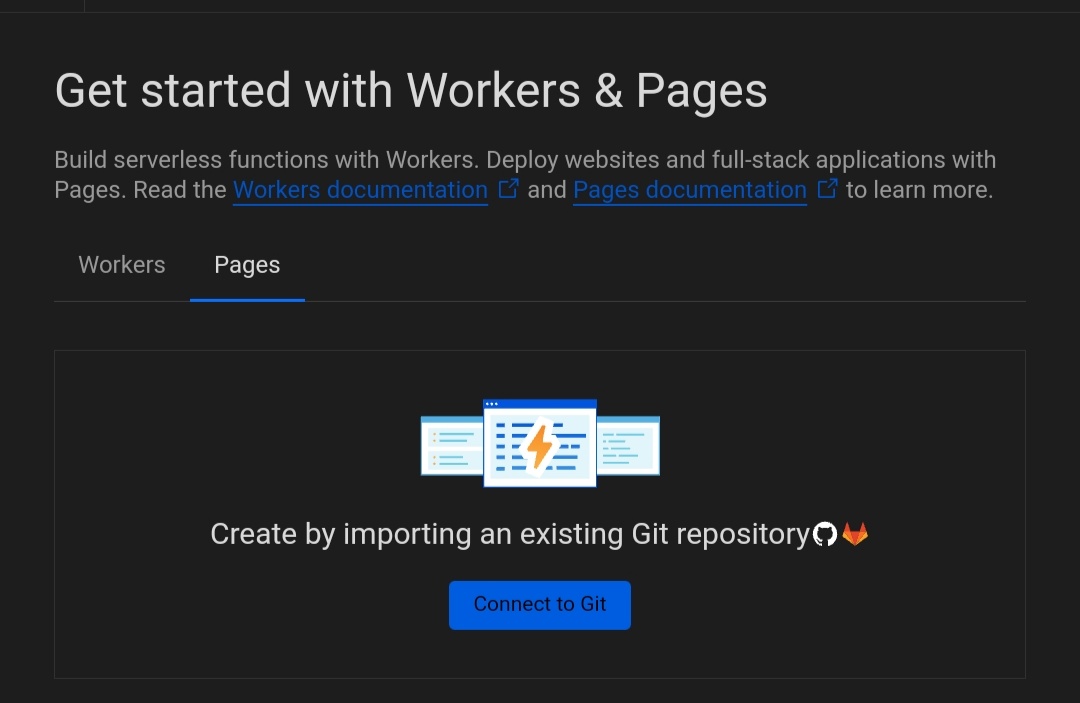 Get started with Workers & Pages
Build serverless functions with Workers. Deploy websites and full-stack applications with
Pages. Read the Workers documentation and Pages documentation to learn more.
Workers Pages
Create by importing an existing Git repository
Connect to Git